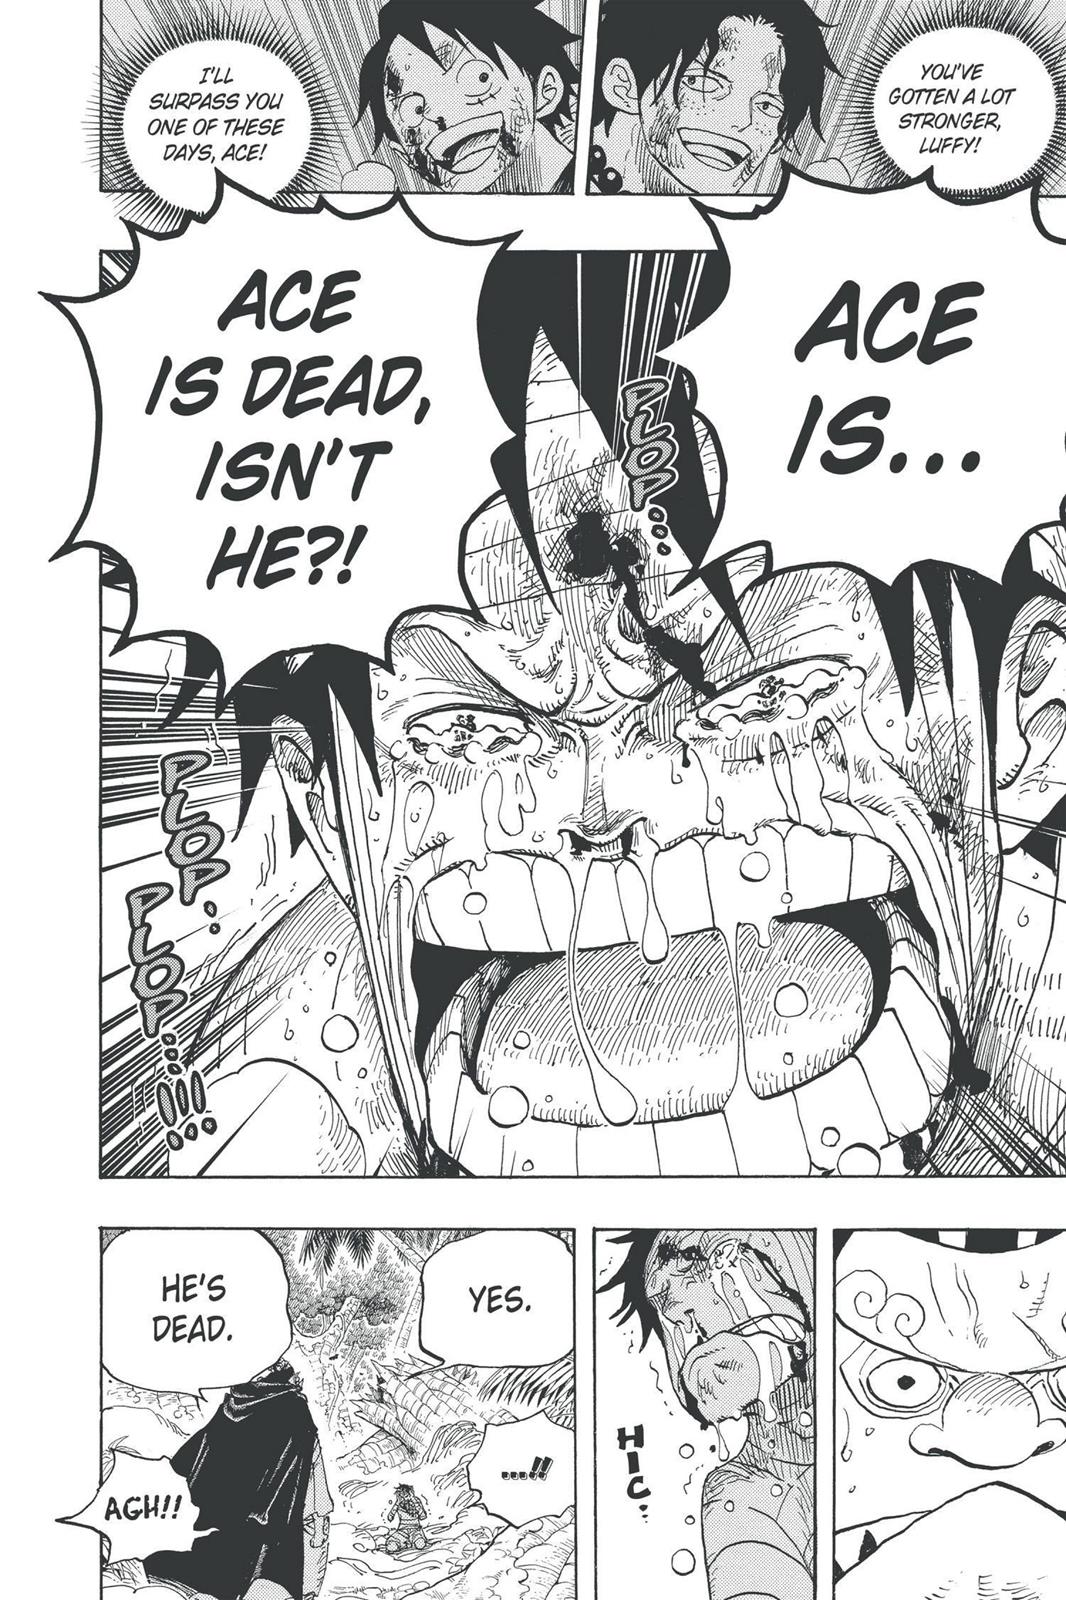 YOU'VE
GOTTEN A LOT
STRONGER,
LUFFY!
I'LL
SURPASS YOU
ONE OF THESE
DAYS, ACE!
ACE
IS...
PLOP...
ACE
IS DEAD,
ISN'T
HE?!
PLOP...
PLOP...!!!...
HIC.
YES.
HE'S
DEAD.
...!!
AGH!!